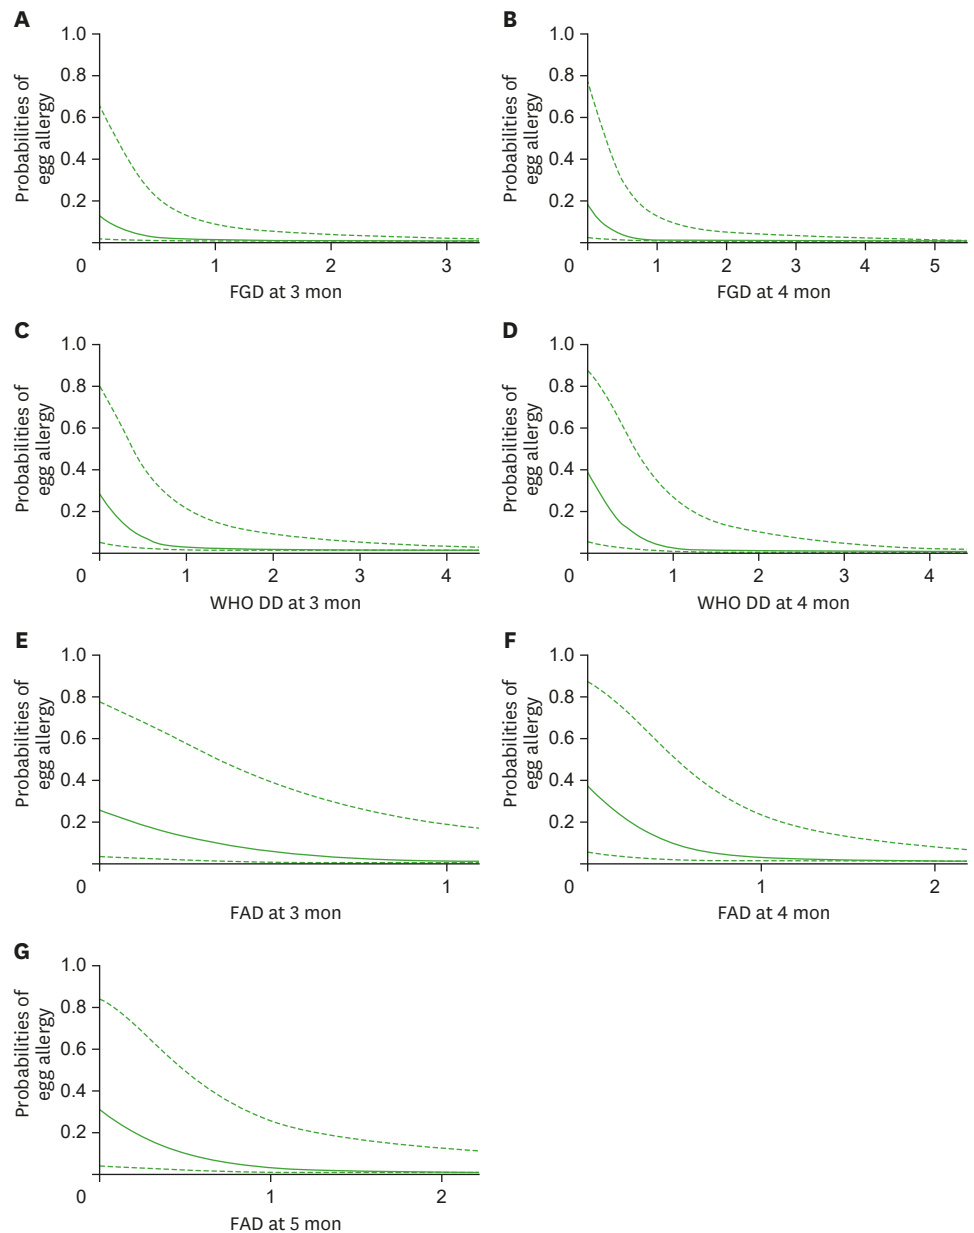 A
Probabilities of
egg allergy
1.0
0.8
0.6
0.4
0.2
0 1 2 3
FGD at 3 mon
B
Probabilities of
egg allergy
1.0
0.8
0.6
0.4
0.2
0 1 2 3 4 5
FGD at 4 mon
C
Probabilities of
egg allergy
1.0
0.8
0.6
0.4
0.2
0 1 2 3 4
WHO DD at 3 mon
D
Probabilities of
egg allergy
1.0
0.8
0.6
0.4
0.2
0 1 2 3 4
WHO DD at 4 mon
E
Probabilities of
egg allergy
1.0
0.8
0.6
0.4
0.2
0 1
FAD at 3 mon
F
Probabilities of
egg allergy
1.0
0.8
0.6
0.4
0.2
0 1 2
FAD at 4 mon
G
Probabilities of
egg allergy
1.0
0.8
0.6
0.4
0.2
0 1 2
FAD at 5 mon